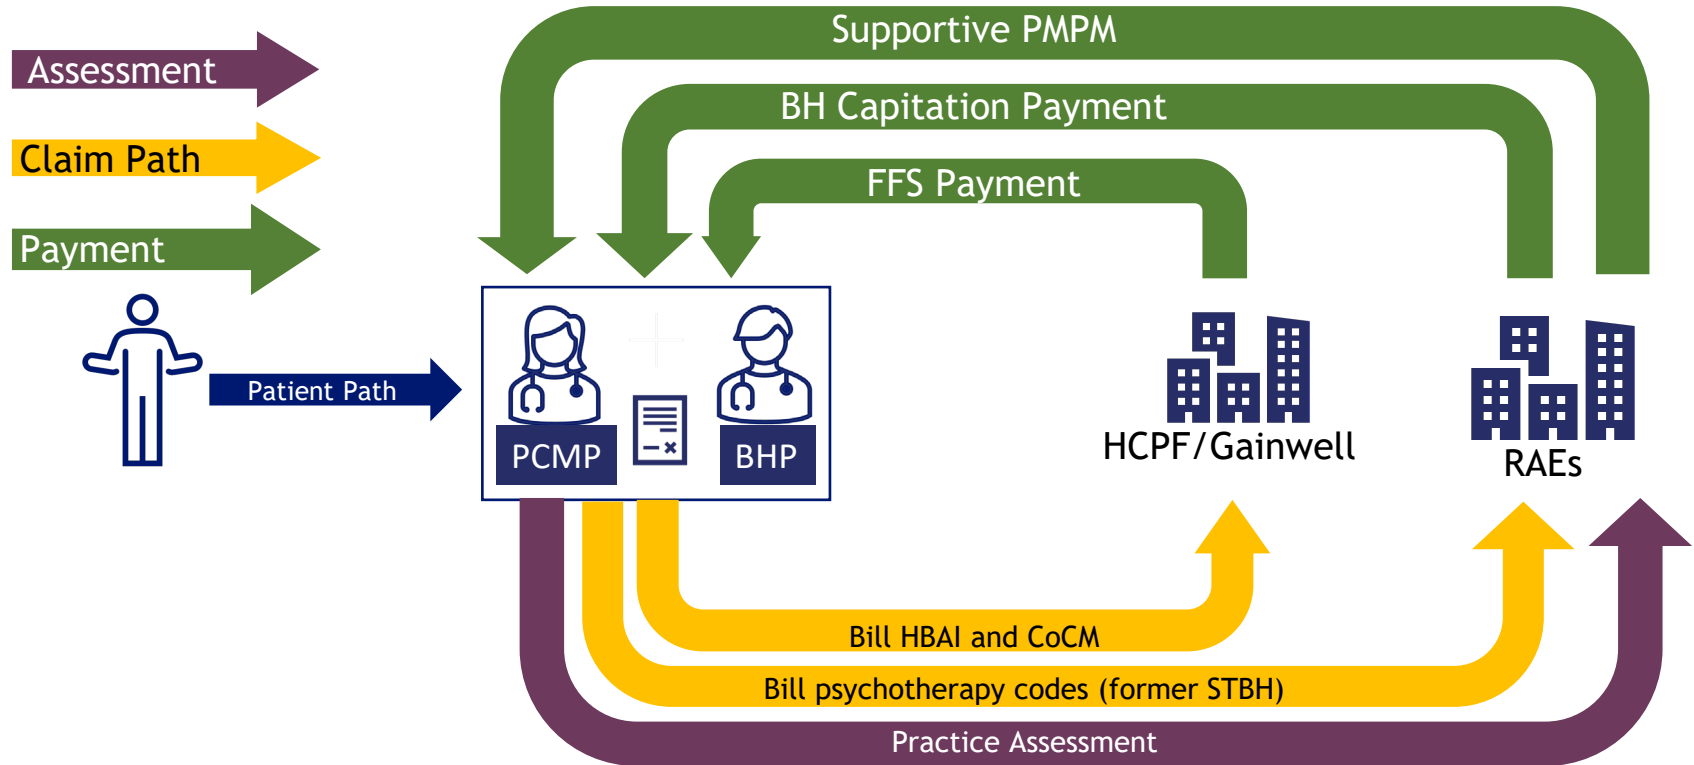 Supportive PMPM
Assessment
BH Capitation Payment
Claim Path
FFS Payment
Payment
Patient Path
PCMP
BHP
HCPF/Gainwell
RAEs
Bill HBAI and CoCM
Bill psychotherapy codes (former STBH)
Practice Assessment